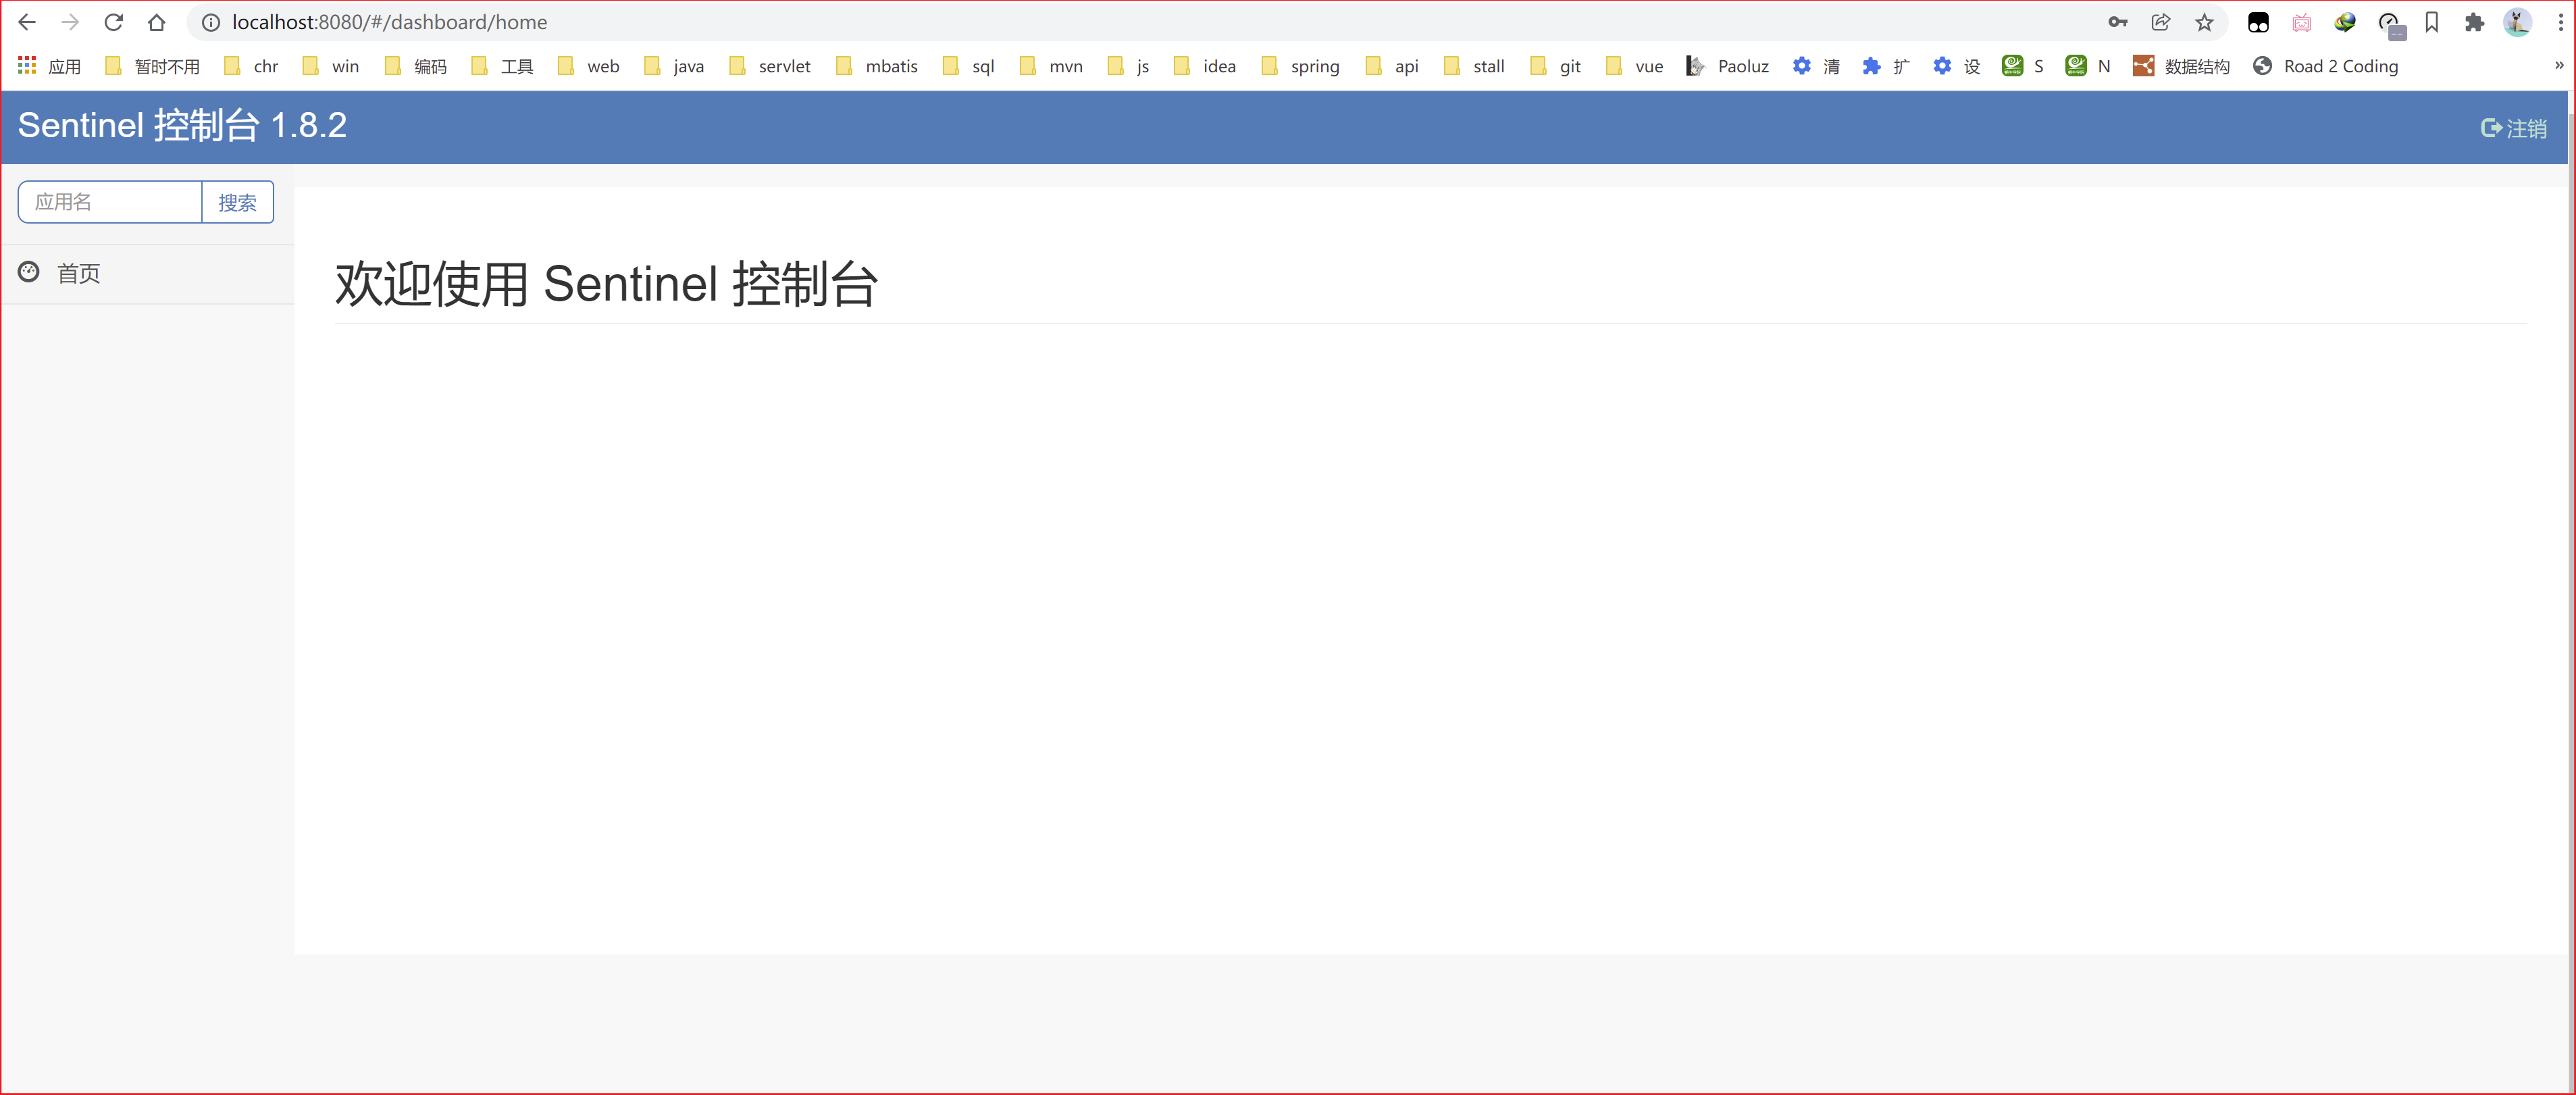 localhost:8080/#/dashboard/home
应用 暂时不用 chr win 编码 工具 web java servlet mbatis sql mvn js idea spring api stall git vue Paoluz 清 扩 设 S N 数据结构 Road 2 Coding »
Sentinel 控制台 1.8.2 注销
应用名 搜索
首页
欢迎使用 Sentinel 控制台